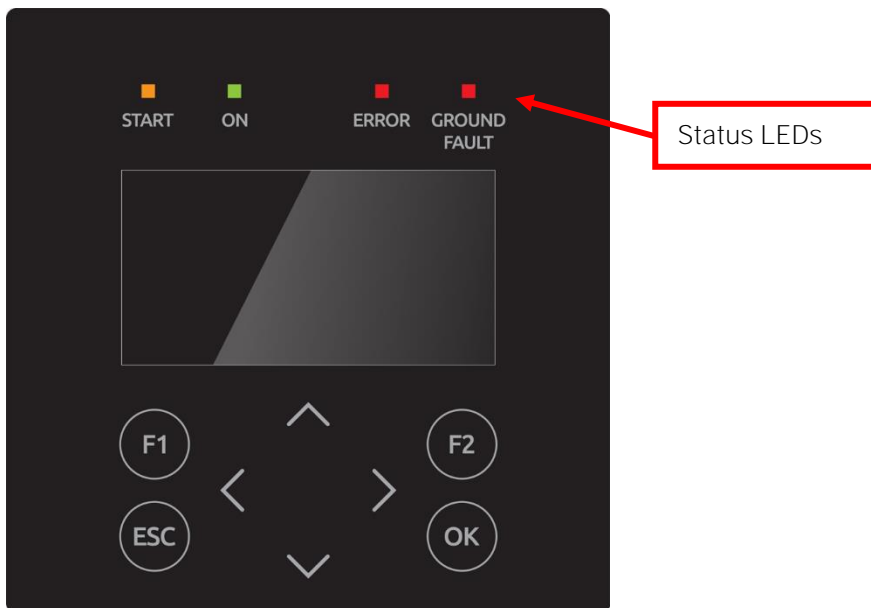 START ON ERROR GROUND
FAULT
Status LEDs
F1 F2
ESC OK